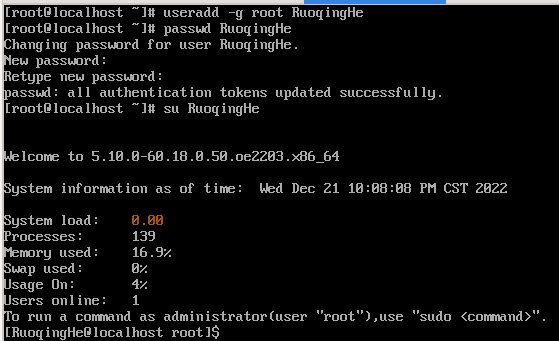 [root@localhost ~]# useradd -g root RuoqingHe
[root@localhost ~]# passwd RuoqingHe
Changing password for user RuoqingHe.
New password:
Retype new password:
passwd: all authentication tokens updated successfully.
[root@localhost ~]# su RuoqingHe
Welcome to 5.10.0-60.18.0.50.oe2203.x86_64
System information as of time:  Wed Dec 21 10:08:08 PM CST 2022
System load:    0.00
Processes:      139
Memory used:    16.9%
Swap used:      0%
Usage On:       4%
Users online:   1
To run a command as administrator(user "root"),use "sudo <command>".
[RuoqingHe@localhost root]$